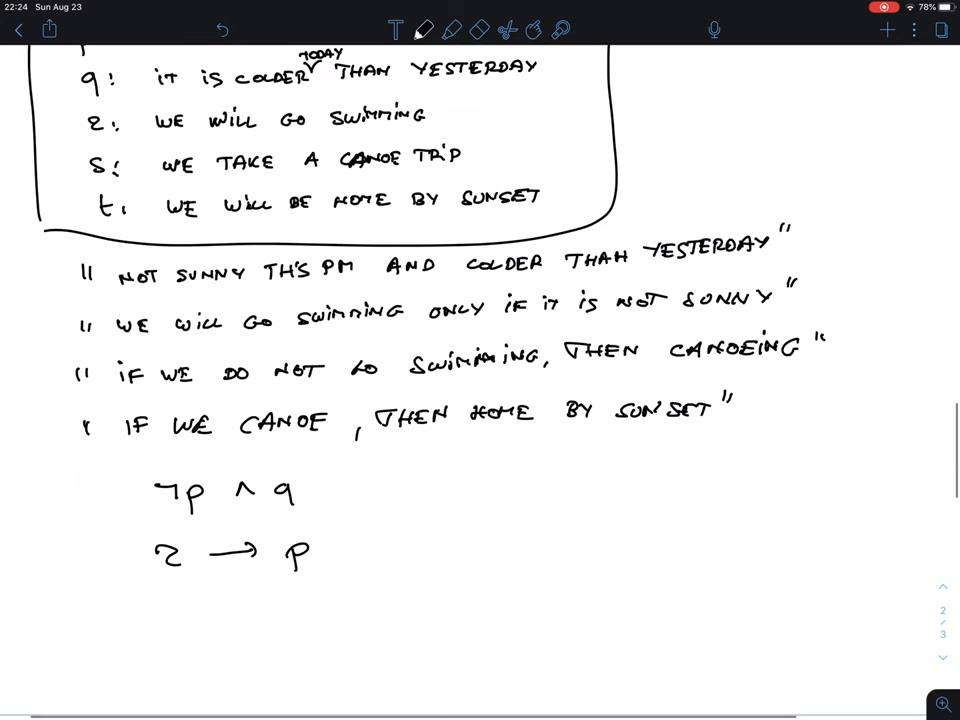 22:24 Sun Aug 23 78%
TODAY
q: IT IS COLDER THAN YESTERDAY
r: WE WILL GO SWIMMING
S: WE TAKE A CANOE TRIP
t: WE WILL BE HOME BY SUNSET
" NOT SUNNY THIS PM AND COLDER THAN YESTERDAY "
" WE WILL GO SWIMMING ONLY IF IT IS NOT SUNNY "
" IF WE DO NOT GO SWIMMING, THEN CANOEING "
" IF WE CANOE, THEN HOME BY SUNSET "
¬p ∧ q
r → p
2
/
3